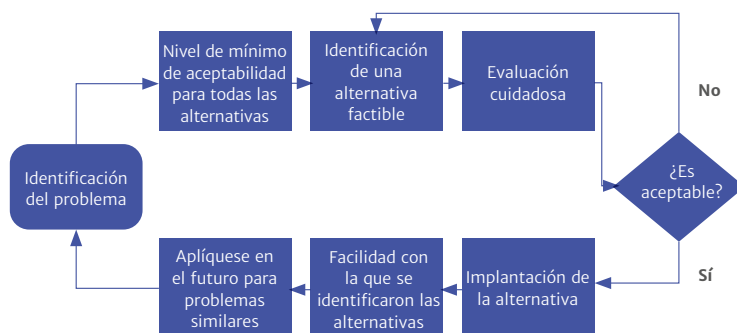 Nivel de mínimo
de aceptabilidad
para todas las
alternativas
Identificación
de una
alternativa
factible
Evaluación
cuidadosa
No
¿Es
aceptable?
Identificación
del problema
Aplíquese en
el futuro para
problemas
similares
Facilidad con
la que se
identificaron las
alternativas
Implantación de
la alternativa
Sí